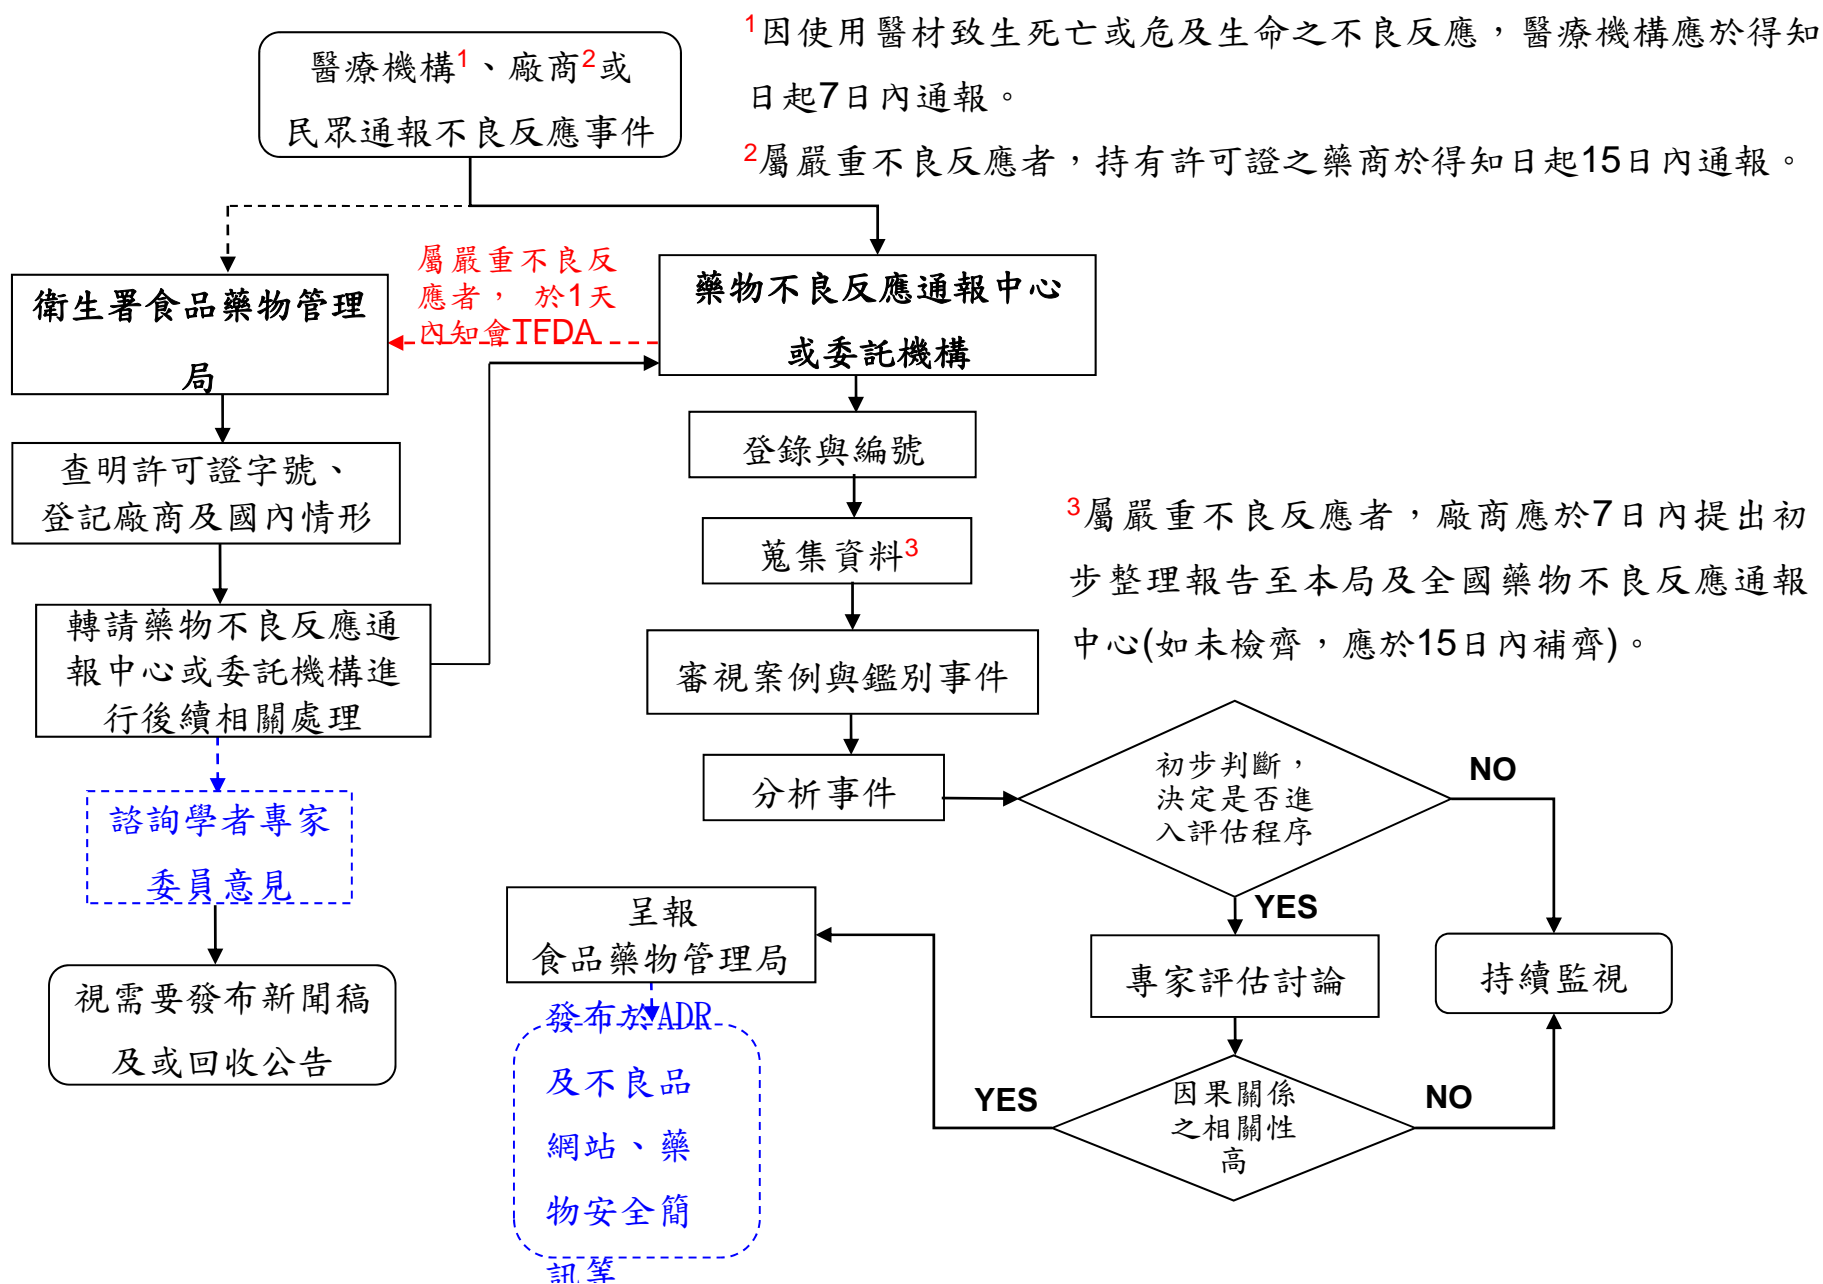 醫療機構1、廠商2或
民眾通報不良反應事件
1因使用醫材致生死亡或危及生命之不良反應，醫療機構應於得知
日起7日內通報。
2屬嚴重不良反應者，持有許可證之藥商於得知日起15日內通報。
衛生署食品藥物管理
局
屬嚴重不良反
應者， 於1天
內知會TFDA
藥物不良反應通報中心
或委託機構
查明許可證字號、
登記廠商及國內情形
轉請藥物不良反應通
報中心或委託機構進
行後續相關處理
諮詢學者專家
委員意見
視需要發布新聞稿
及或回收公告
登錄與編號
蒐集資料3
3屬嚴重不良反應者，廠商應於7日內提出初
步整理報告至本局及全國藥物不良反應通報
中心(如未檢齊，應於15日內補齊)。
審視案例與鑑別事件
分析事件
初步判斷，
決定是否進
入評估程序
NO
YES
專家評估討論
持續監視
因果關係
之相關性
高
YES
NO
呈報
食品藥物管理局
發布於ADR
及不良品
網站、藥
物安全簡
訊等